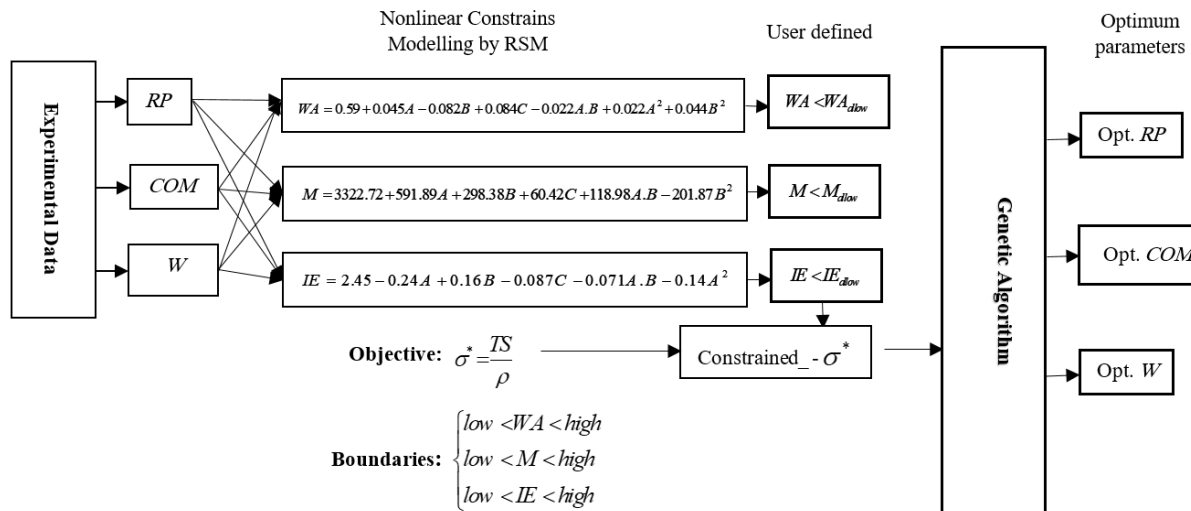 Nonlinear Constrains
Modelling by RSM
User defined
Optimum
parameters
Experimental Data
RP
COM
W
WA = 0.59 + 0.045A − 0.082B + 0.084C − 0.022A.B + 0.022A² + 0.044B²
M = 3322.72 + 591.89A + 298.38B + 60.42C + 118.98A.B − 201.87B²
IE = 2.45 − 0.24A + 0.16B − 0.087C − 0.071A.B − 0.14A²
WA < WA_dllow
M < M_dllow
IE < IE_dllow
Objective: σ* = TS/ρ
Constrained_ - σ*
Boundaries: {
low < WA < high
low < M < high
low < IE < high
Genetic Algorithm
Opt. RP
Opt. COM
Opt. W